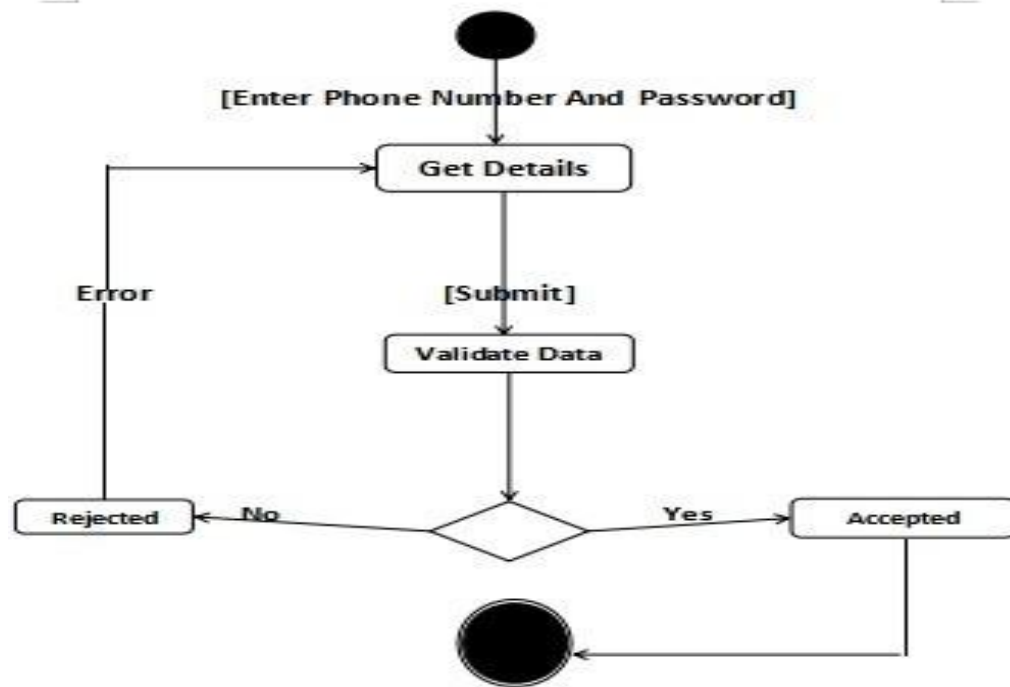 [Enter Phone Number And Password]
Get Details
Error
[Submit]
Validate Data
Rejected
No
Yes
Accepted